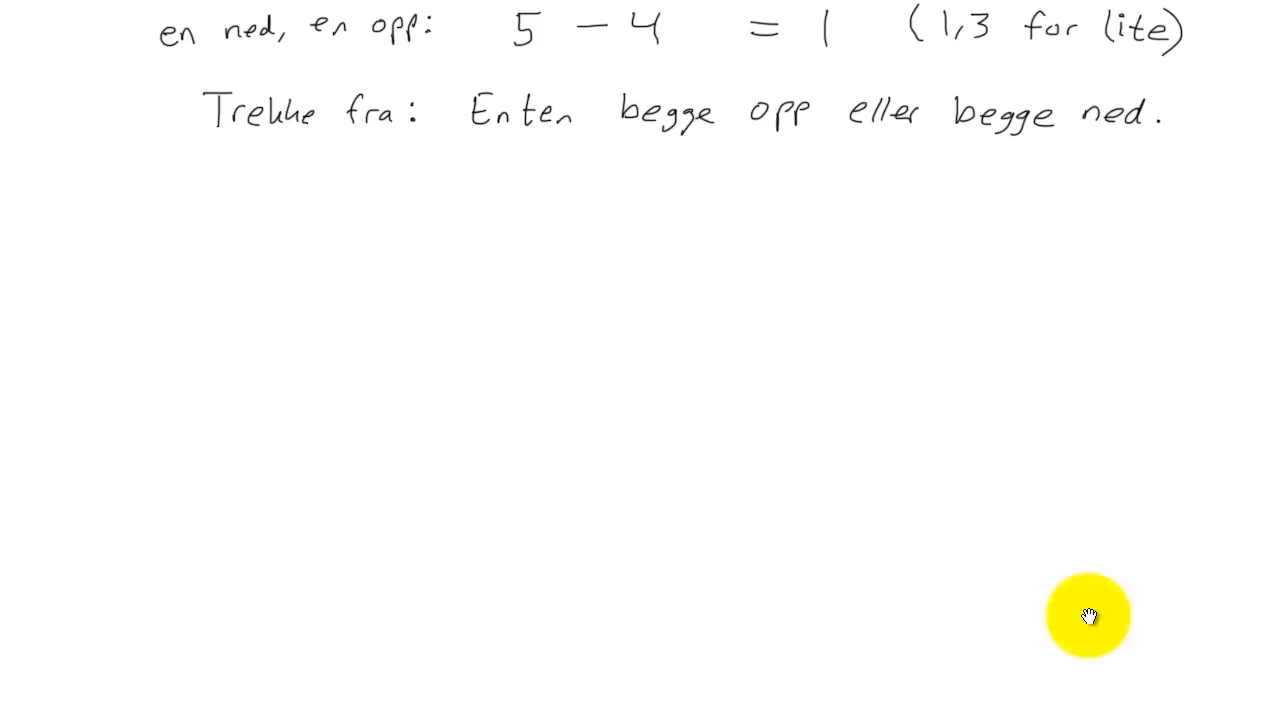 en ned, en opp: 5 - 4 = 1 (1,3 for lite)
Trekke fra: Enten begge opp eller begge ned.